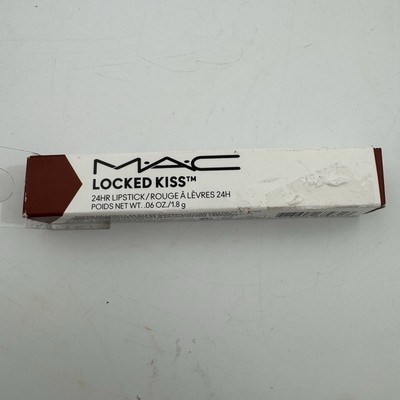 M·A·C
LOCKED KISS™
24HR LIPSTICK/ROUGE À LÈVRES 24H
POIDS NET WT. .06 OZ./1.8 g